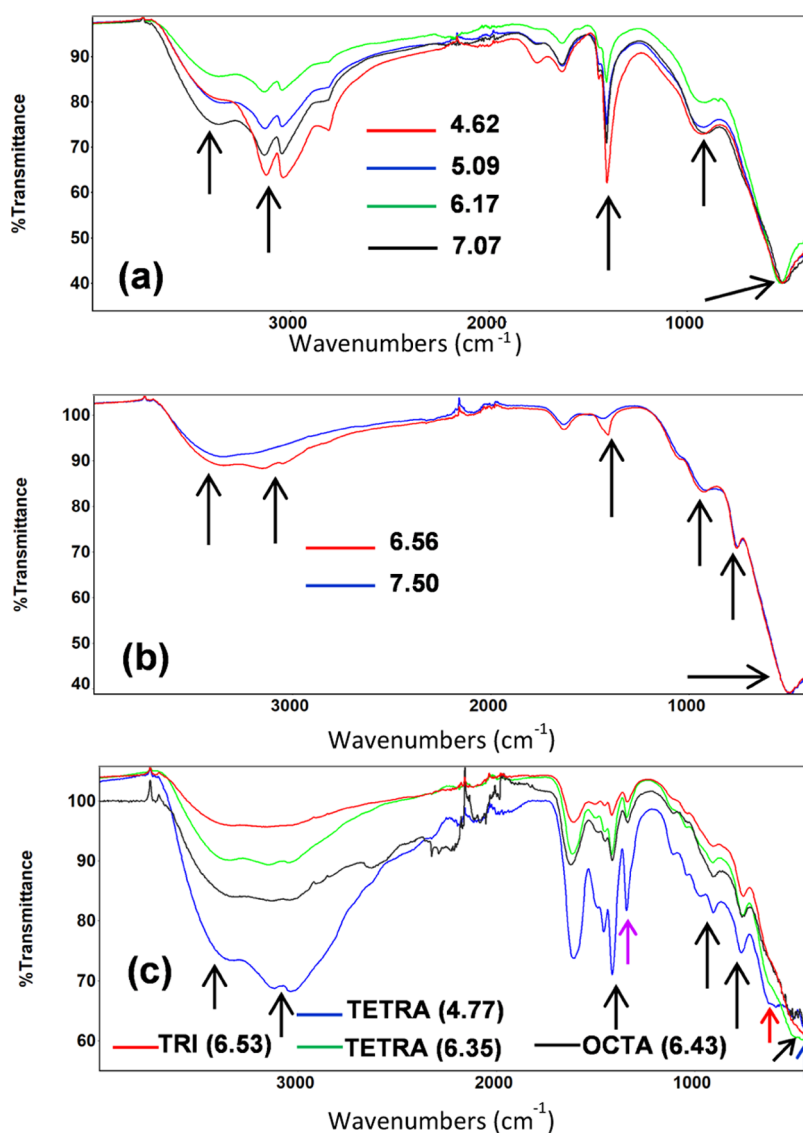 (a)
%Transmittance
90
80
70
60
50
40
4.62
5.09
6.17
7.07
3000
2000
1000
Wavenumbers (cm-1)
(b)
%Transmittance
100
90
80
70
60
50
40
6.56
7.50
3000
2000
1000
Wavenumbers (cm-1)
(c)
%Transmittance
100
90
80
70
60
TETRA (4.77)
TRI (6.53)
TETRA (6.35)
OCTA (6.43)
3000
2000
1000
Wavenumbers (cm-1)